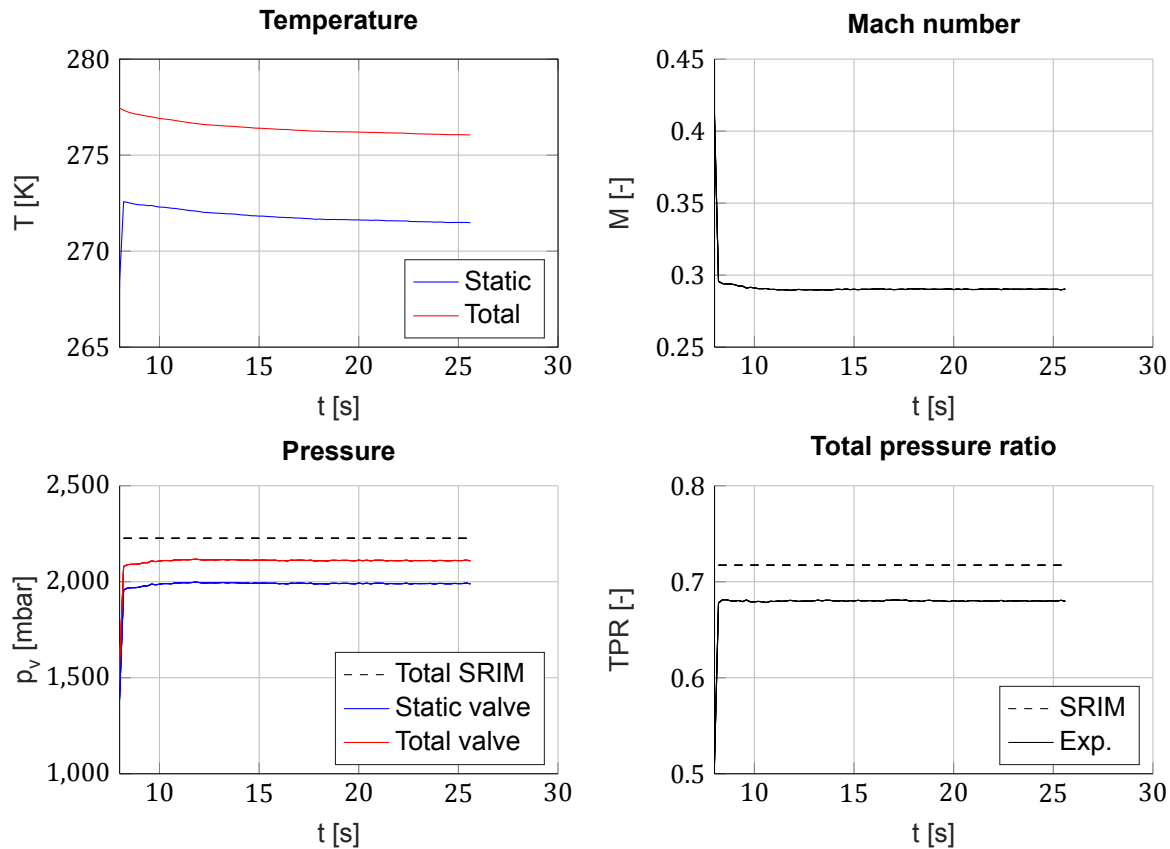 Temperature
280
275
270
265
T [K]
Static
Total
10 15 20 25 30
t [s]
Mach number
0.45
0.4
0.35
0.3
0.25
M [-]
10 15 20 25 30
t [s]
Pressure
2,500
2,000
1,500
1,000
p_v [mbar]
Total SRIM
Static valve
Total valve
10 15 20 25 30
t [s]
Total pressure ratio
0.8
0.7
0.6
0.5
TPR [-]
SRIM
Exp.
10 15 20 25 30
t [s]